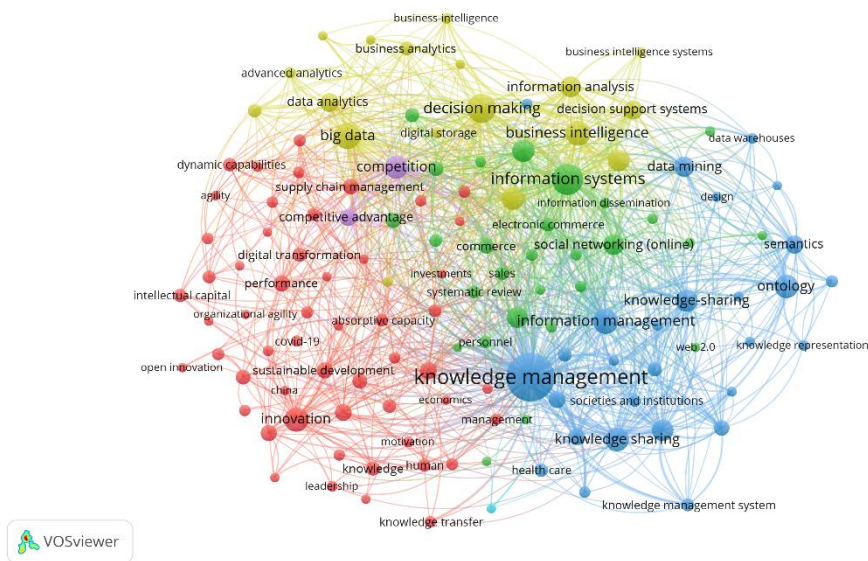 business intelligence
business analytics
business intelligence systems
advanced analytics
information analysis
data analytics
decision making
decision support systems
big data
digital storage
business intelligence
data warehouses
dynamic capabilities
competition
data mining
supply chain management
information systems
agility
design
competitive advantage
information dissemination
electronic commerce
commerce
social networking (online)
semantics
digital transformation
investments
sales
performance
ontology
intellectual capital
systematic review
knowledge-sharing
organizational agility
absorptive capacity
information management
covid-19
personnel
web 2.0
knowledge representation
open innovation
sustainable development
knowledge management
china
economics
societies and institutions
innovation
management
motivation
knowledge sharing
knowledge
human
health care
leadership
knowledge management system
knowledge transfer
VOSviewer